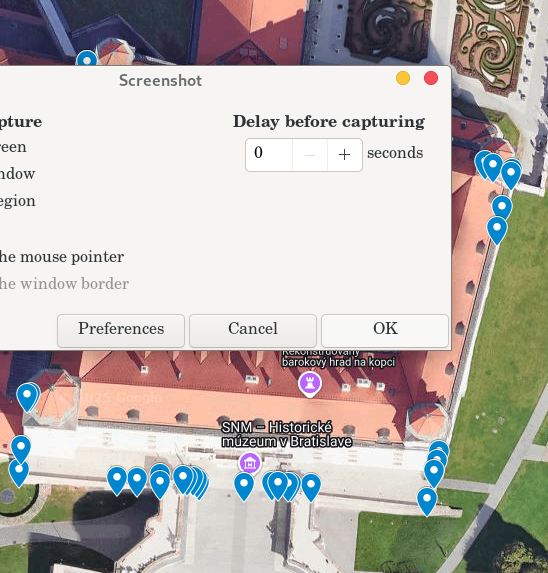 Screenshot
pture
Delay before capturing
reen
0 − + seconds
ndow
egion
he mouse pointer
he window border
Preferences
Cancel
OK
Rekonštruovaný
barokový hrad na kopci
SNM – Historické
múzeum v Bratislave